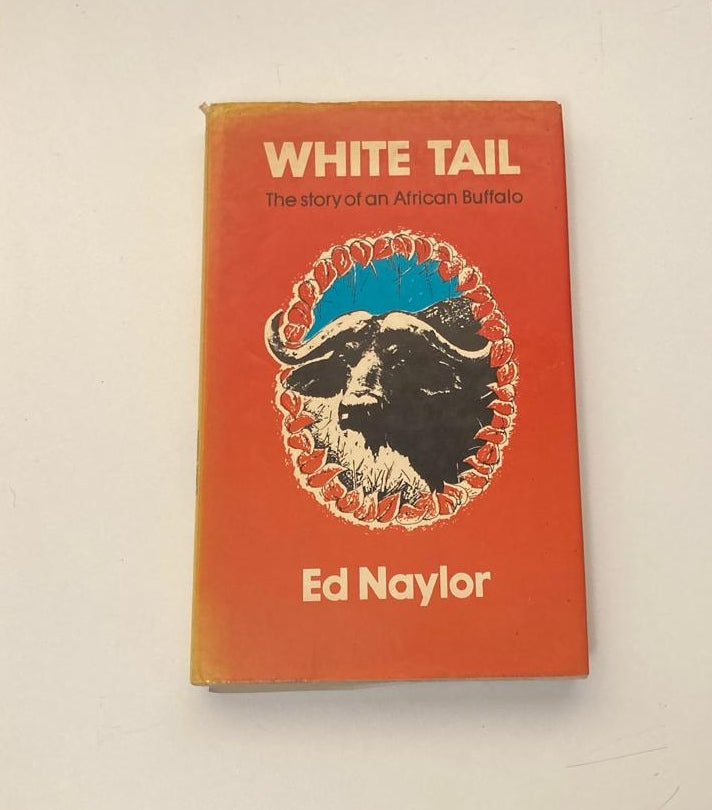 WHITE TAIL
The story of an African Buffalo
Ed Naylor